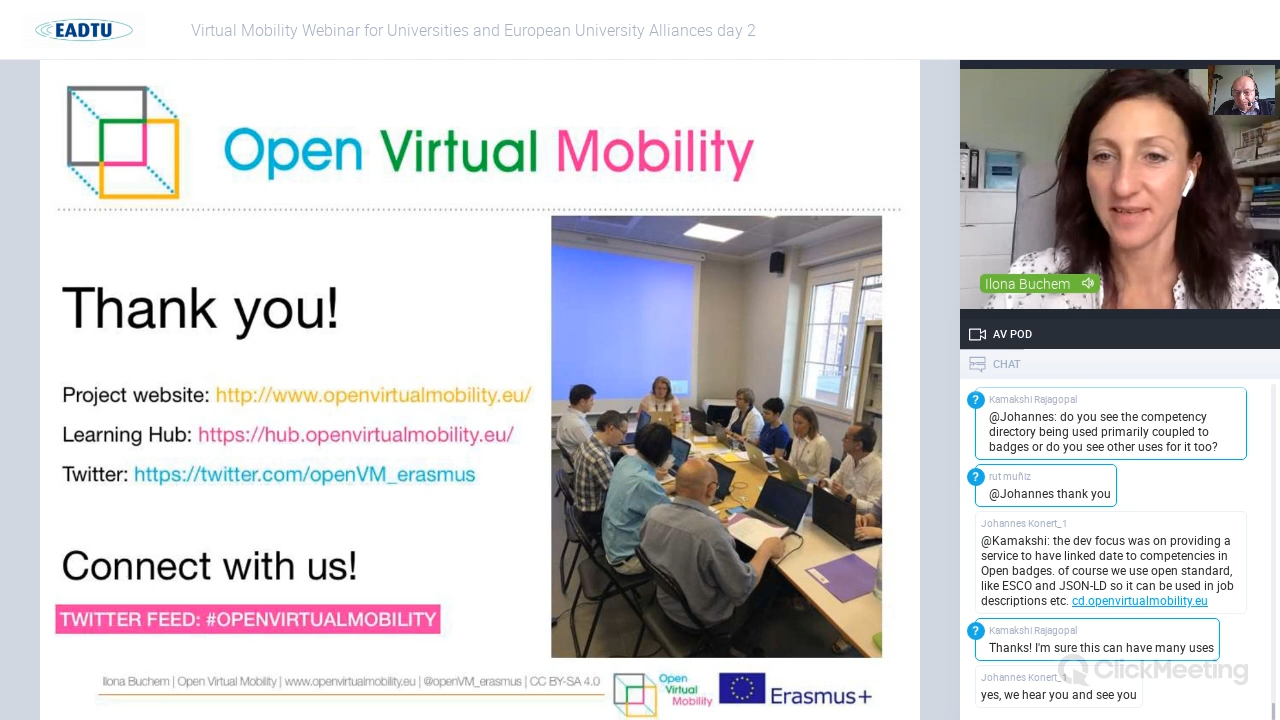 EADTU
Virtual Mobility Webinar for Universities and European University Alliances day 2
Open Virtual Mobility
Thank you!
Project website: http://www.openvirtualmobility.eu/
Learning Hub: https://hub.openvirtualmobility.eu/
Twitter: https://twitter.com/openVM_erasmus
Connect with us!
TWITTER FEED: #OPENVIRTUALMOBILITY
Ilona Buchem | Open Virtual Mobility | www.openvirtualmobility.eu | @openVM_erasmus | CC BY-SA 4.0
Open
Virtual
Mobility
Erasmus+
Ilona Buchem
AV POD
CHAT
?
Kamakshi Rajagopal
@Johannes: do you see the competency
directory being used primarily coupled to
badges or do you see other uses for it too?
?
rut muñiz
@Johannes thank you
Johannes Konert_1
@Kamakshi: the dev focus was on providing a
service to have linked date to competencies in
Open badges. of course we use open standard,
like ESCO and JSON-LD so it can be used in job
descriptions etc. cd.openvirtualmobility.eu
?
Kamakshi Rajagopal
Thanks! I'm sure this can have many uses
ClickMeeting
Johannes Konert_1
yes, we hear you and see you